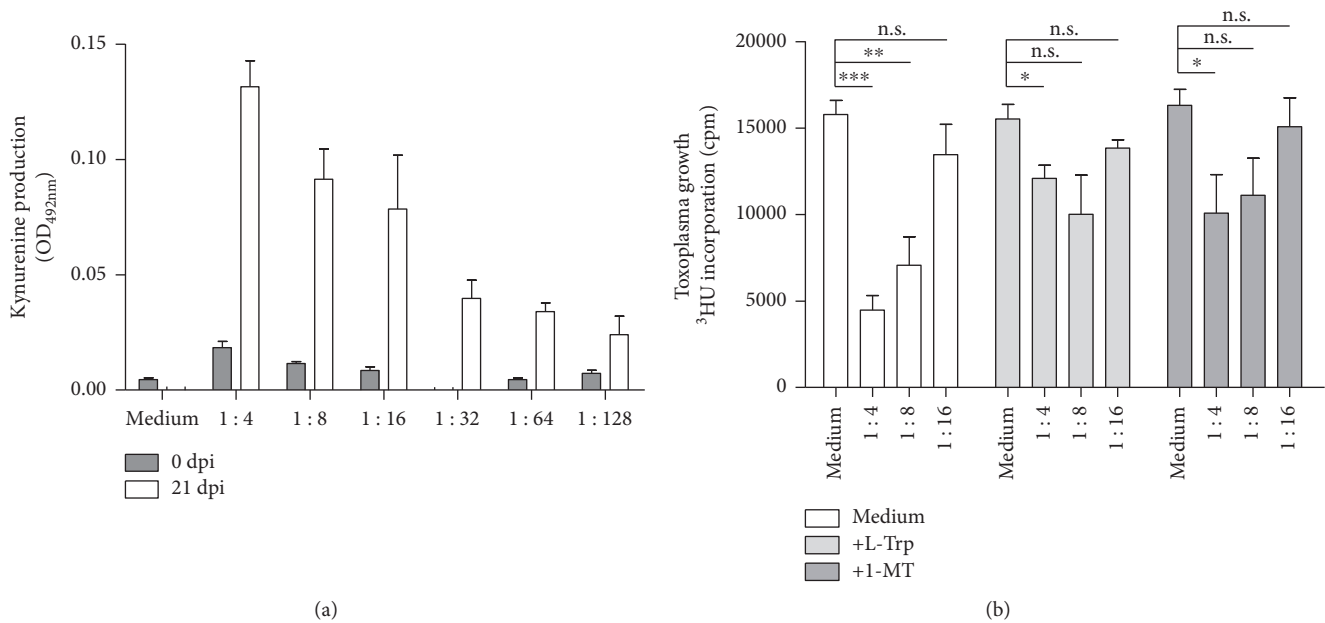 Kynurenine production
(OD492nm)
0.15
0.10
0.05
0.00
Medium 1 : 4 1 : 8 1 : 16 1 : 32 1 : 64 1 : 128
0 dpi
21 dpi
(a)
Toxoplasma growth
³HU incorporation (cpm)
20000
15000
10000
5000
0
n.s. n.s. n.s.
** n.s. n.s.
*** * *
Medium 1 : 4 1 : 8 1 : 16 Medium 1 : 4 1 : 8 1 : 16 Medium 1 : 4 1 : 8 1 : 16
Medium
+L-Trp
+1-MT
(b)